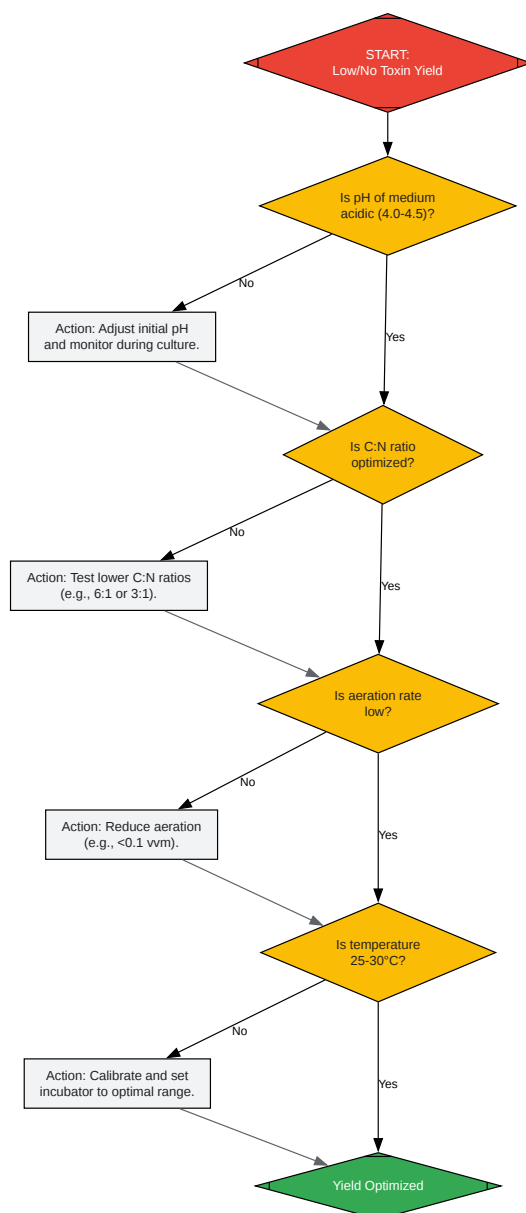 START:
Low/No Toxin Yield
Is pH of medium
acidic (4.0-4.5)?
No
Yes
Action: Adjust initial pH
and monitor during culture.
Is C:N ratio
optimized?
No
Yes
Action: Test lower C:N ratios
(e.g., 6:1 or 3:1).
Is aeration rate
low?
No
Yes
Action: Reduce aeration
(e.g., <0.1 vvm).
Is temperature
25-30°C?
No
Yes
Action: Calibrate and set
incubator to optimal range.
Yield Optimized